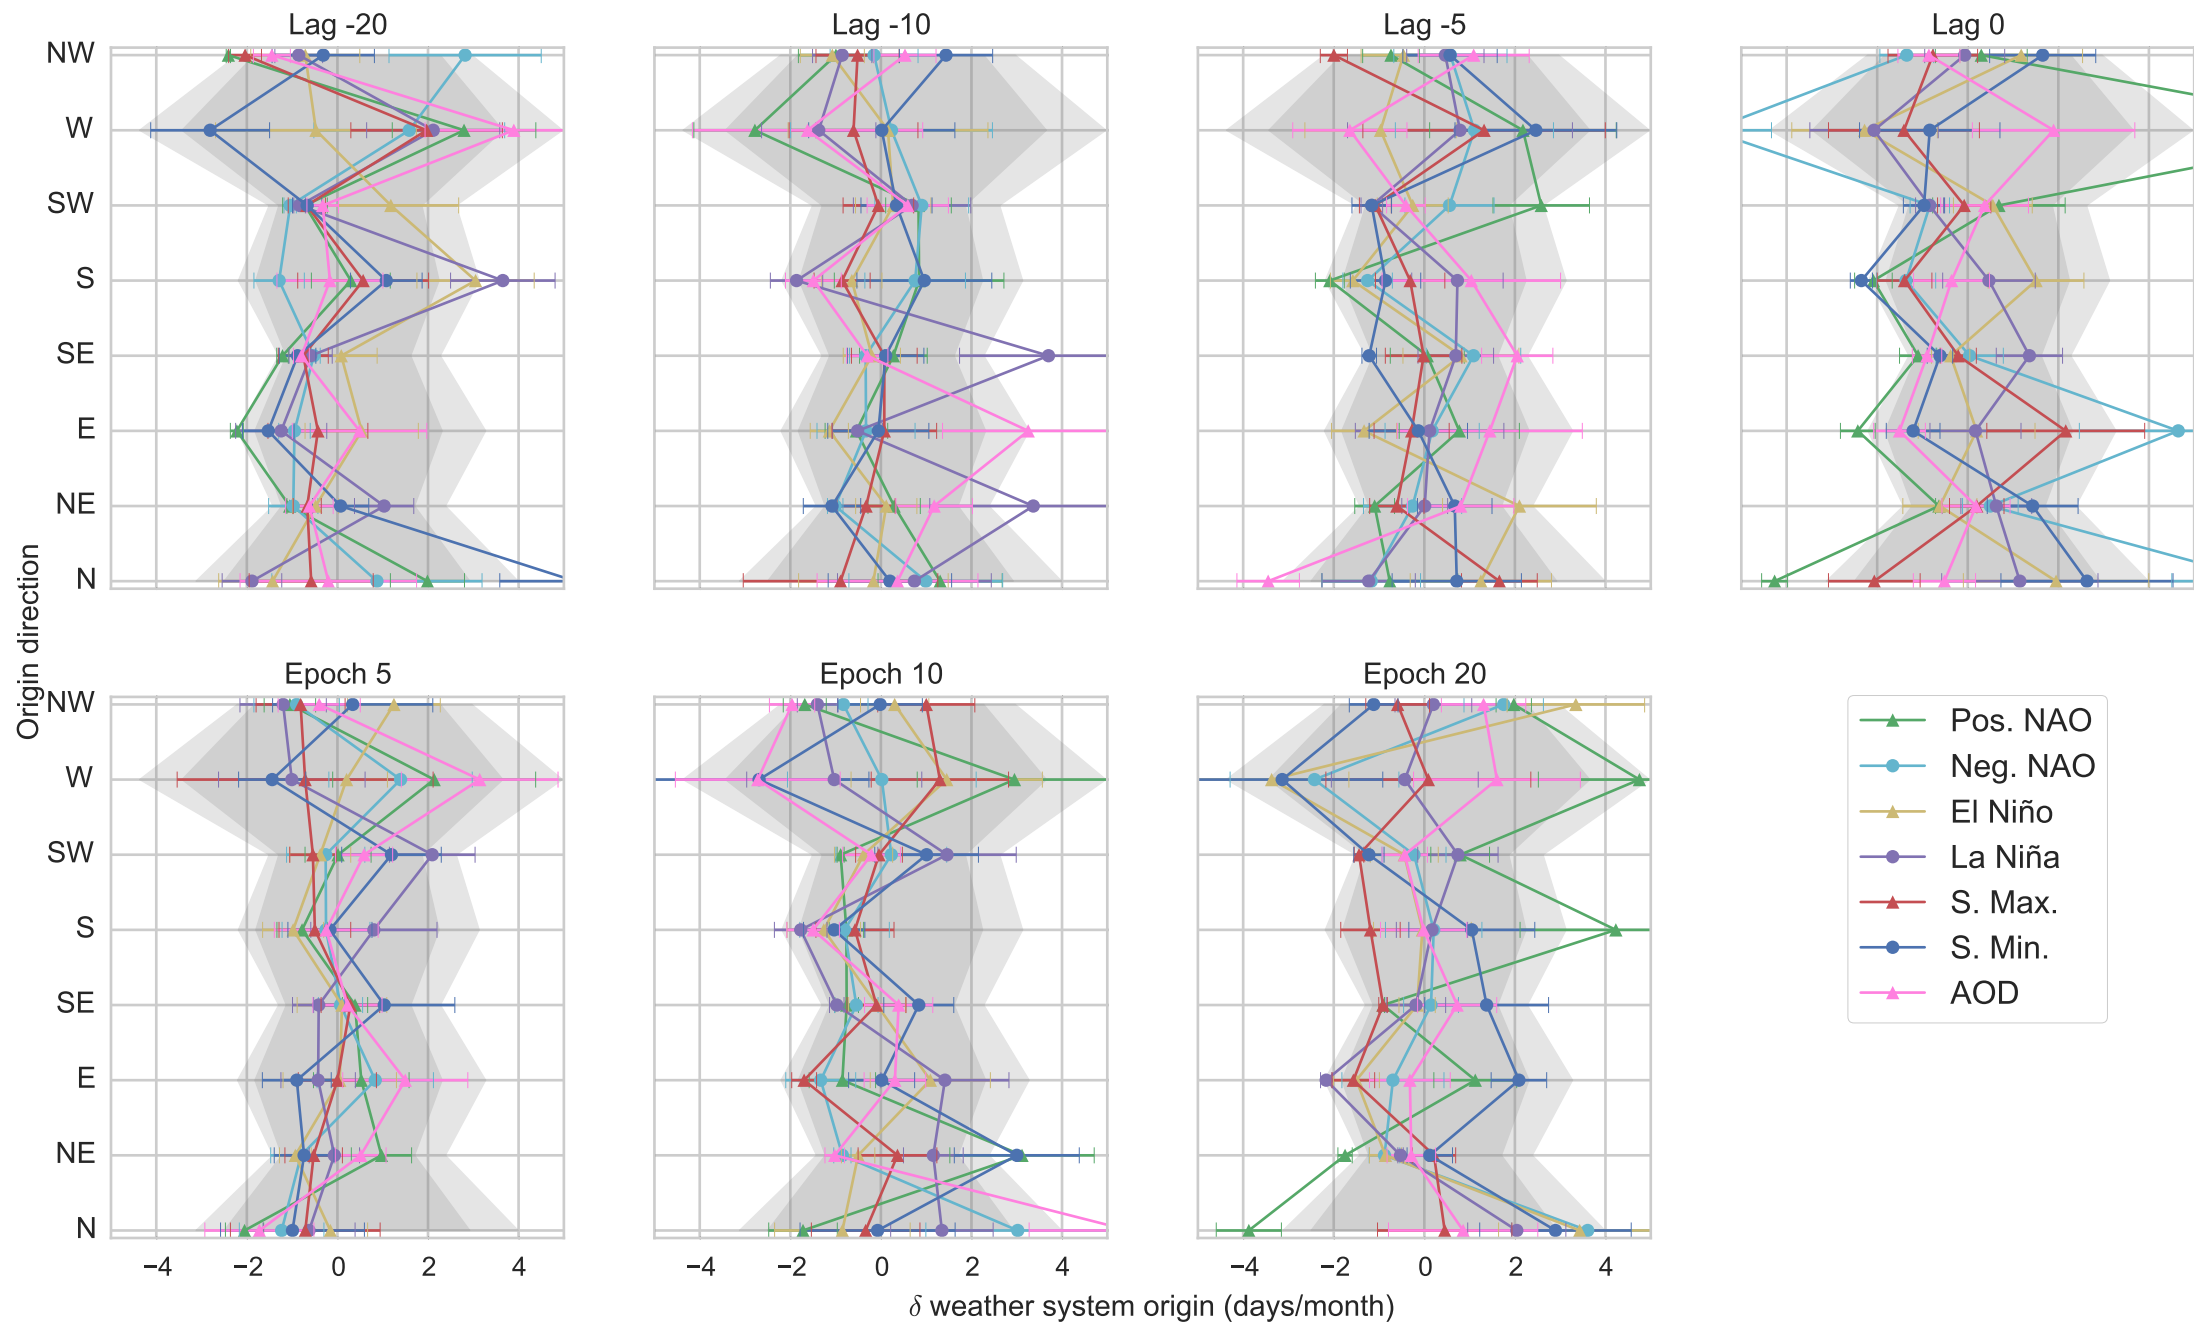 Lag -20
Lag -10
Lag -5
Lag 0
NW
W
SW
S
SE
E
NE
N
Origin direction
Epoch 5
Epoch 10
Epoch 20
NW
W
SW
S
SE
E
NE
N
−4 −2 0 2 4
−4 −2 0 2 4
−4 −2 0 2 4
δ weather system origin (days/month)
Pos. NAO
Neg. NAO
El Niño
La Niña
S. Max.
S. Min.
AOD